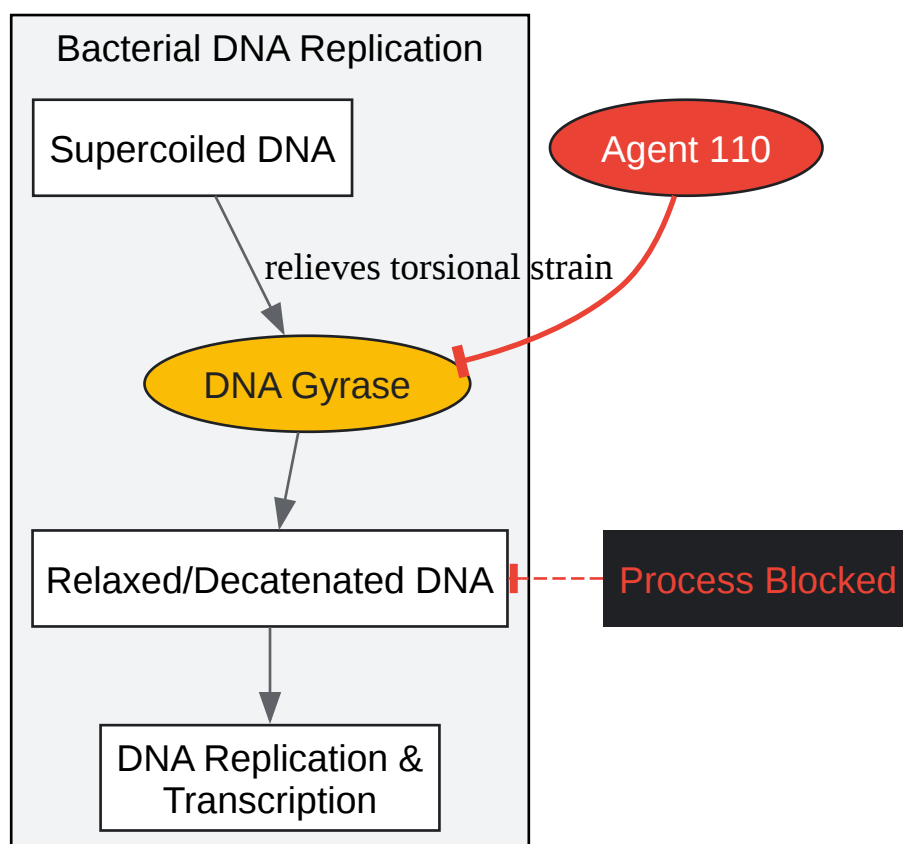 Bacterial DNA Replication
Supercoiled DNA
Agent 110
relieves torsional strain
DNA Gyrase
Relaxed/Decatenated DNA
Process Blocked
DNA Replication &
Transcription